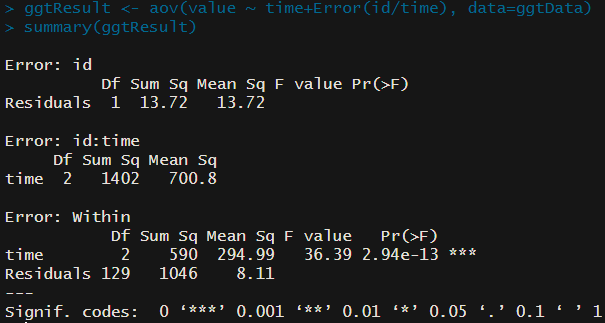 > ggtResult <- aov(value ~ time+Error(id/time), data=ggtData)
> summary(ggtResult)
Error: id
Df Sum Sq Mean Sq F value Pr(>F)
Residuals 1 13.72 13.72
Error: id:time
Df Sum Sq Mean Sq
time 2 1402 700.8
Error: Within
Df Sum Sq Mean Sq F value Pr(>F)
time 2 590 294.99 36.39 2.94e-13 ***
Residuals 129 1046 8.11
---
Signif. codes: 0 ‘***’ 0.001 ‘**’ 0.01 ‘*’ 0.05 ‘.’ 0.1 ‘ ’ 1